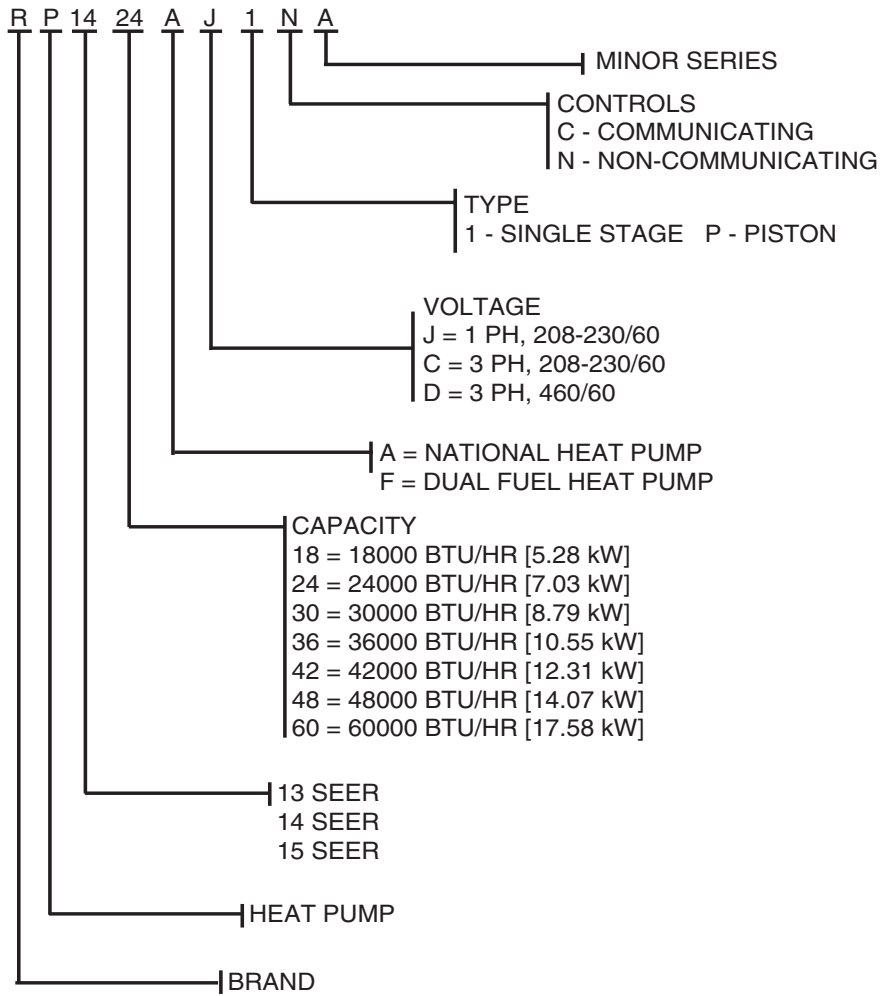 R P 14 24 A J 1 N A
MINOR SERIES
CONTROLS
C - COMMUNICATING
N - NON-COMMUNICATING
TYPE
1 - SINGLE STAGE P - PISTON
VOLTAGE
J = 1 PH, 208-230/60
C = 3 PH, 208-230/60
D = 3 PH, 460/60
A = NATIONAL HEAT PUMP
F = DUAL FUEL HEAT PUMP
CAPACITY
18 = 18000 BTU/HR [5.28 kW]
24 = 24000 BTU/HR [7.03 kW]
30 = 30000 BTU/HR [8.79 kW]
36 = 36000 BTU/HR [10.55 kW]
42 = 42000 BTU/HR [12.31 kW]
48 = 48000 BTU/HR [14.07 kW]
60 = 60000 BTU/HR [17.58 kW]
13 SEER
14 SEER
15 SEER
HEAT PUMP
BRAND